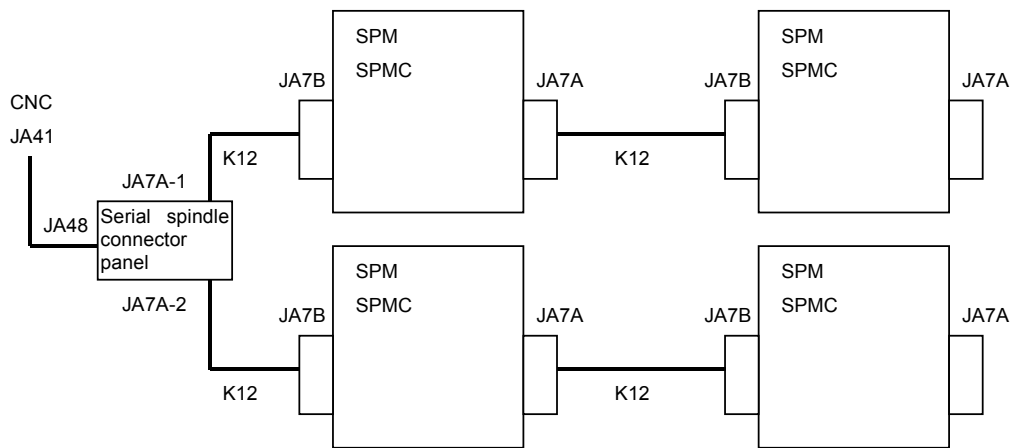 SPM
SPMC
SPM
SPMC
JA7B
JA7A
JA7B
JA7A
CNC
JA41
K12
K12
JA7A-1
JA48
Serial spindle
connector
panel
JA7A-2
SPM
SPMC
SPM
SPMC
JA7B
JA7A
JA7B
JA7A
K12
K12